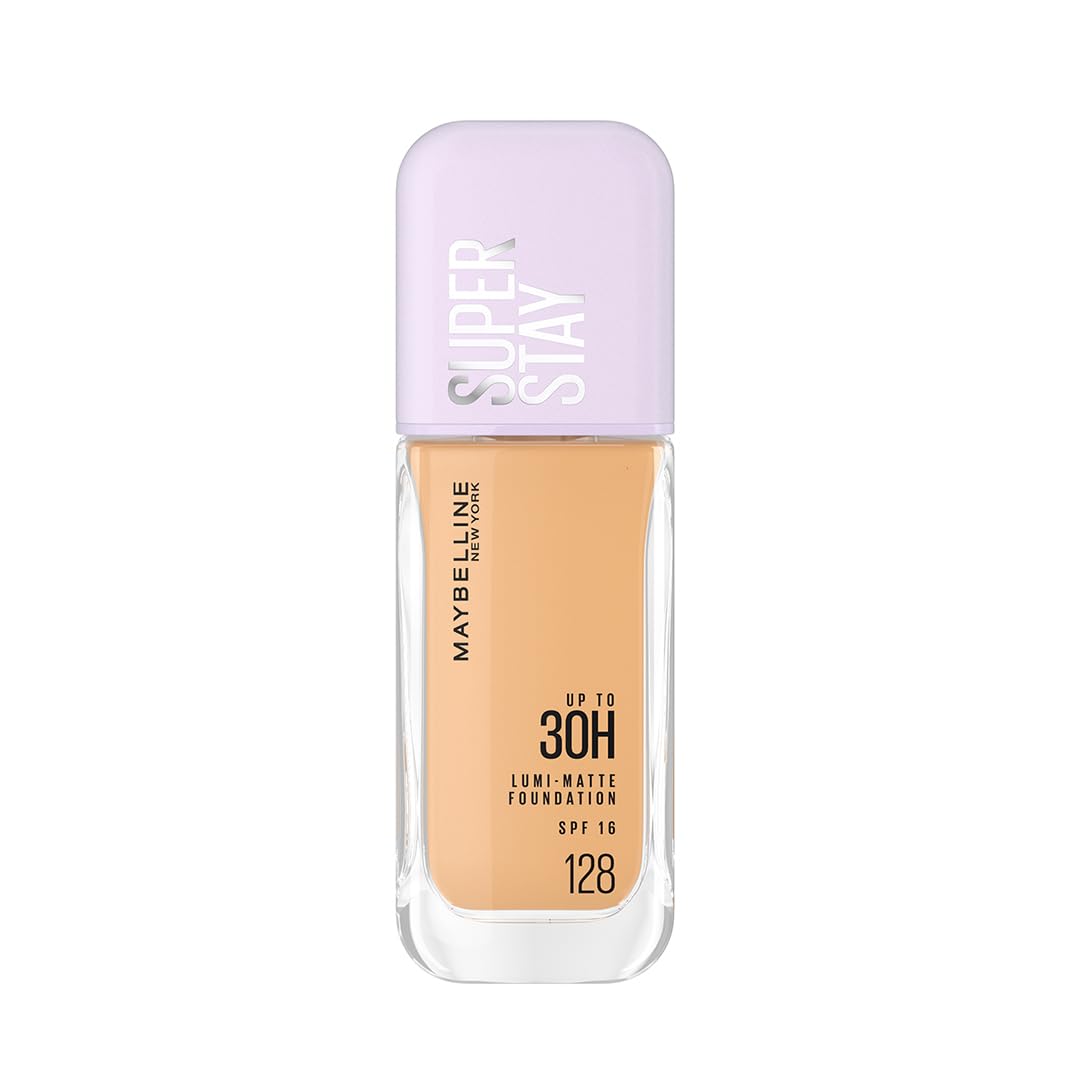 SUPER
STAY
MAYBELLINE
NEW YORK
UP TO
30H
LUMI-MATTE
FOUNDATION
SPF 16
128